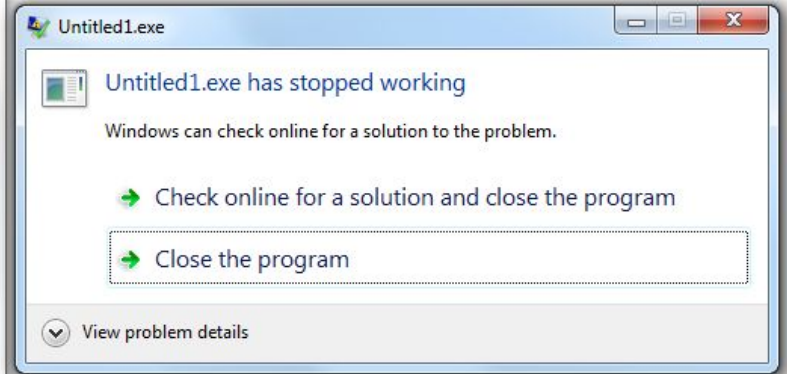 Untitled1.exe
Untitled1.exe has stopped working
Windows can check online for a solution to the problem.
Check online for a solution and close the program
Close the program
View problem details